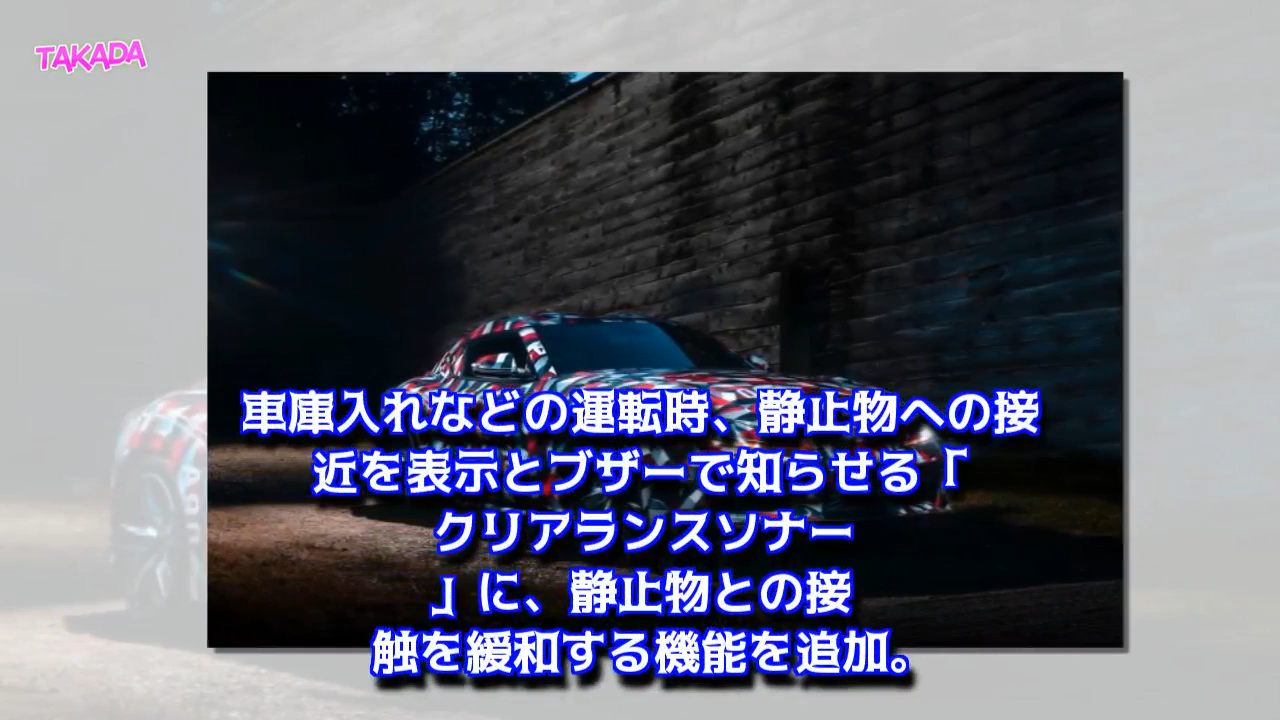 TAKADA
車庫入れなどの運転時、静止物への接
近を表示とブザーで知らせる「
クリアランスソナー
」に、静止物との接
触を緩和する機能を追加。